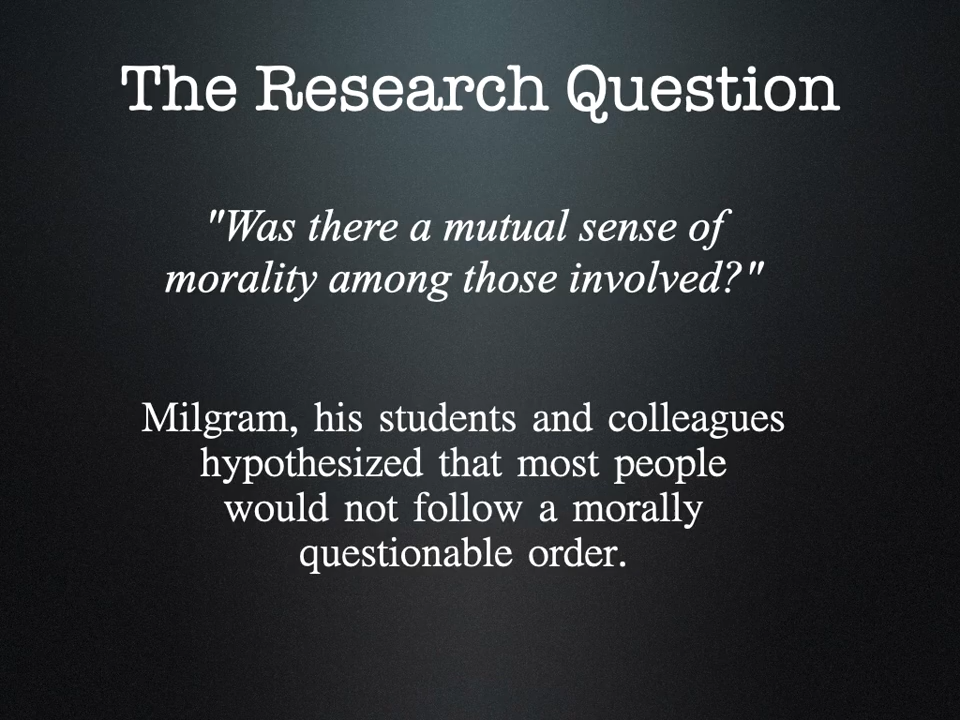 The Research Question
"Was there a mutual sense of
morality among those involved?"
Milgram, his students and colleagues
hypothesized that most people
would not follow a morally
questionable order.